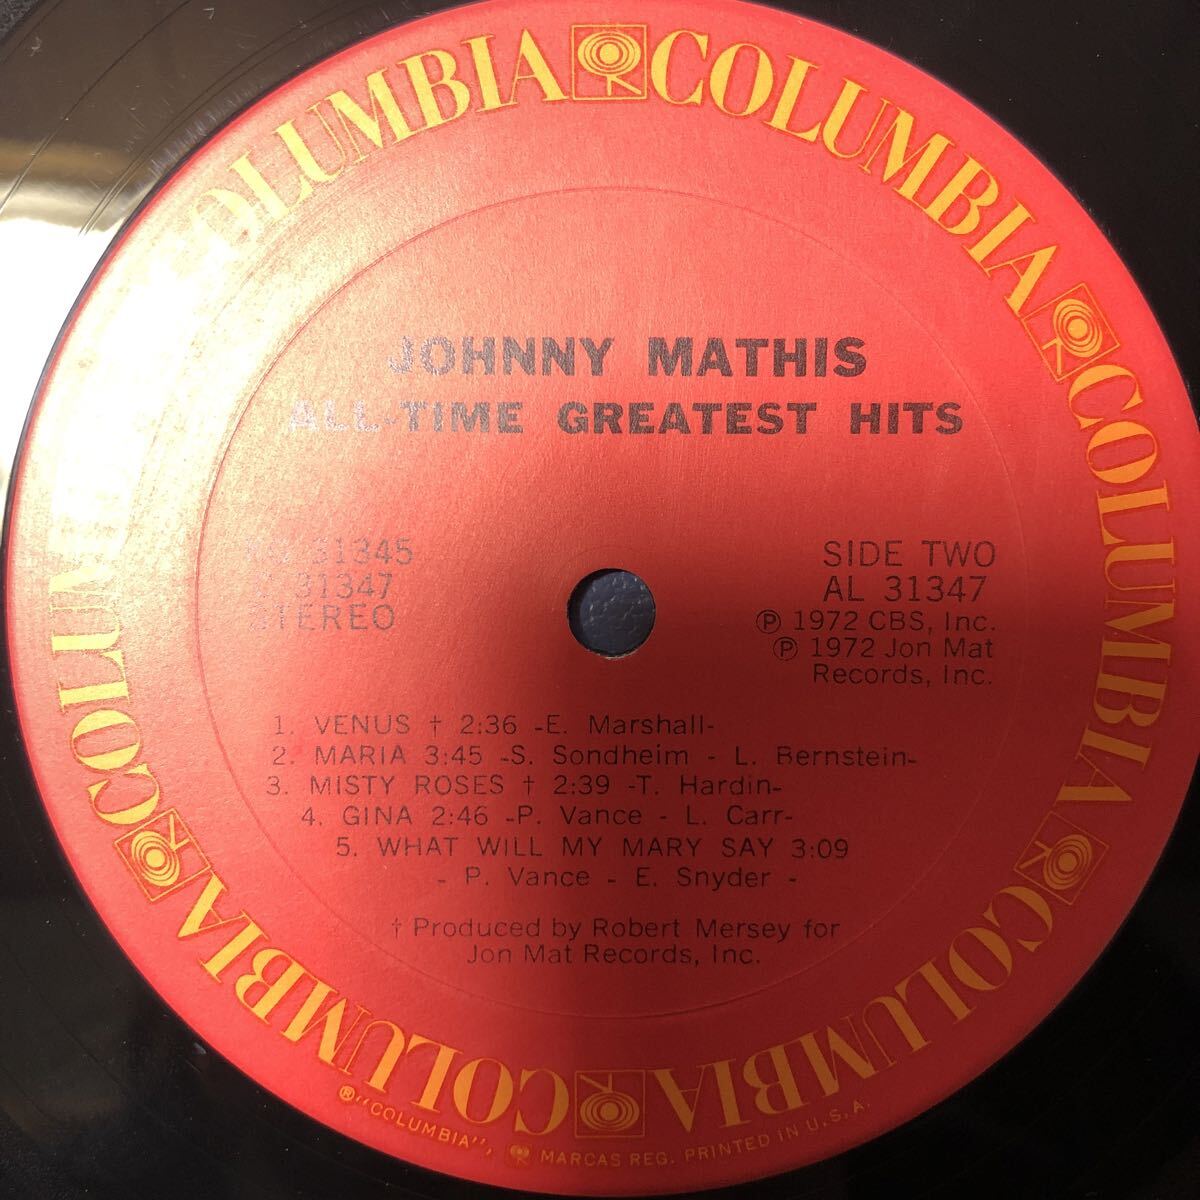 COLUMBIA COLUMBIA COLUMBIA COLUMBIA COLUMBIA COLUMBIA
JOHNNY MATHIS
ALL-TIME GREATEST HITS
31345
31347
STEREO
SIDE TWO
AL 31347
Ⓟ 1972 CBS, Inc.
Ⓟ 1972 Jon Mat
Records, Inc.
1. VENUS † 2:36 -E. Marshall-
2. MARIA 3:45 -S. Sondheim - L. Bernstein-
3. MISTY ROSES † 2:39 -T. Hardin-
4. GINA 2:46 -P. Vance - L. Carr-
5. WHAT WILL MY MARY SAY 3:09
- P. Vance - E. Snyder -
† Produced by Robert Mersey for
Jon Mat Records, Inc.
® "COLUMBIA", MARCAS REG. PRINTED IN U.S.A.